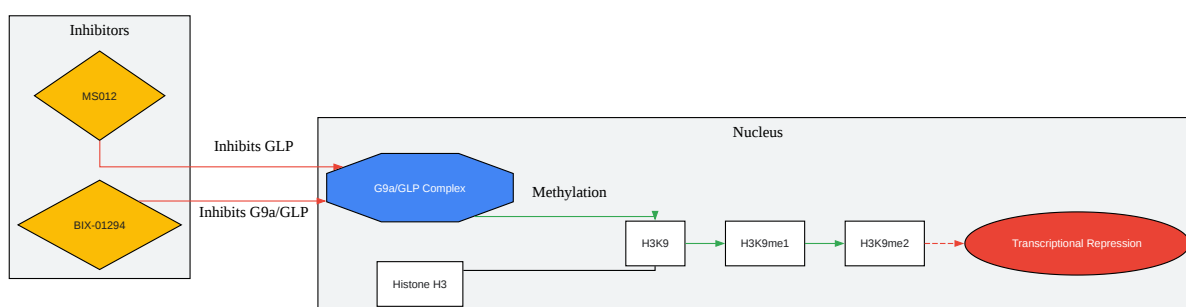 Inhibitors
MS012
BIX-01294
Inhibits GLP
Inhibits G9a/GLP
Nucleus
G9a/GLP Complex
Methylation
H3K9
H3K9me1
H3K9me2
Transcriptional Repression
Histone H3